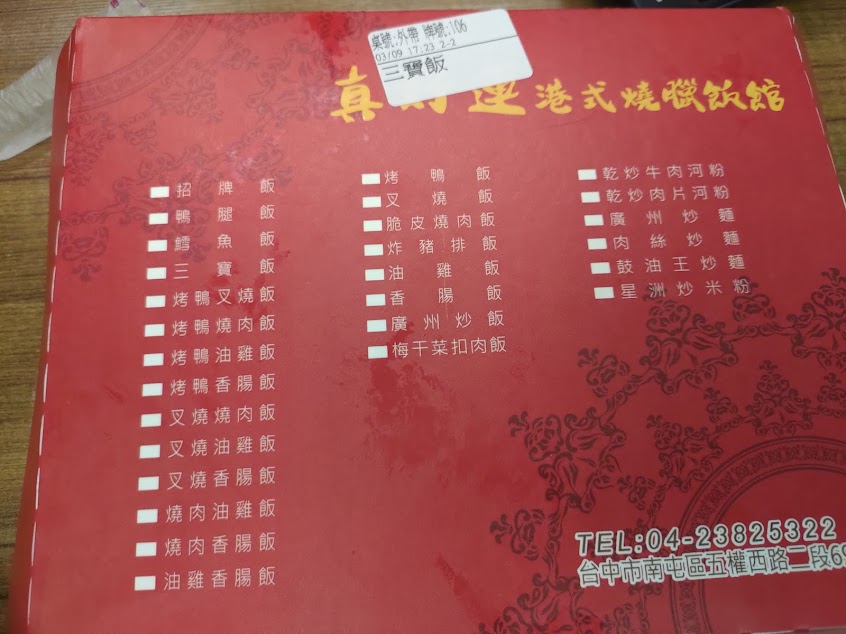 桌號:外帶 牌號:106
03/09 17:23 2-2
三寶飯
真好運港式燒臘飯館
招牌飯
鴨腿飯
鱈魚飯
三寶飯
烤鴨叉燒飯
烤鴨燒肉飯
烤鴨油雞飯
烤鴨香腸飯
叉燒燒肉飯
叉燒油雞飯
叉燒香腸飯
燒肉油雞飯
燒肉香腸飯
油雞香腸飯
烤鴨飯
叉燒飯
脆皮燒肉飯
炸豬排飯
油雞飯
香腸飯
廣州炒飯
梅干菜扣肉飯
乾炒牛肉河粉
乾炒肉片河粉
廣州炒麵
肉絲炒麵
鼓油王炒麵
星洲炒米粉
TEL:04-23825322
台中市南屯區五權西路二段69